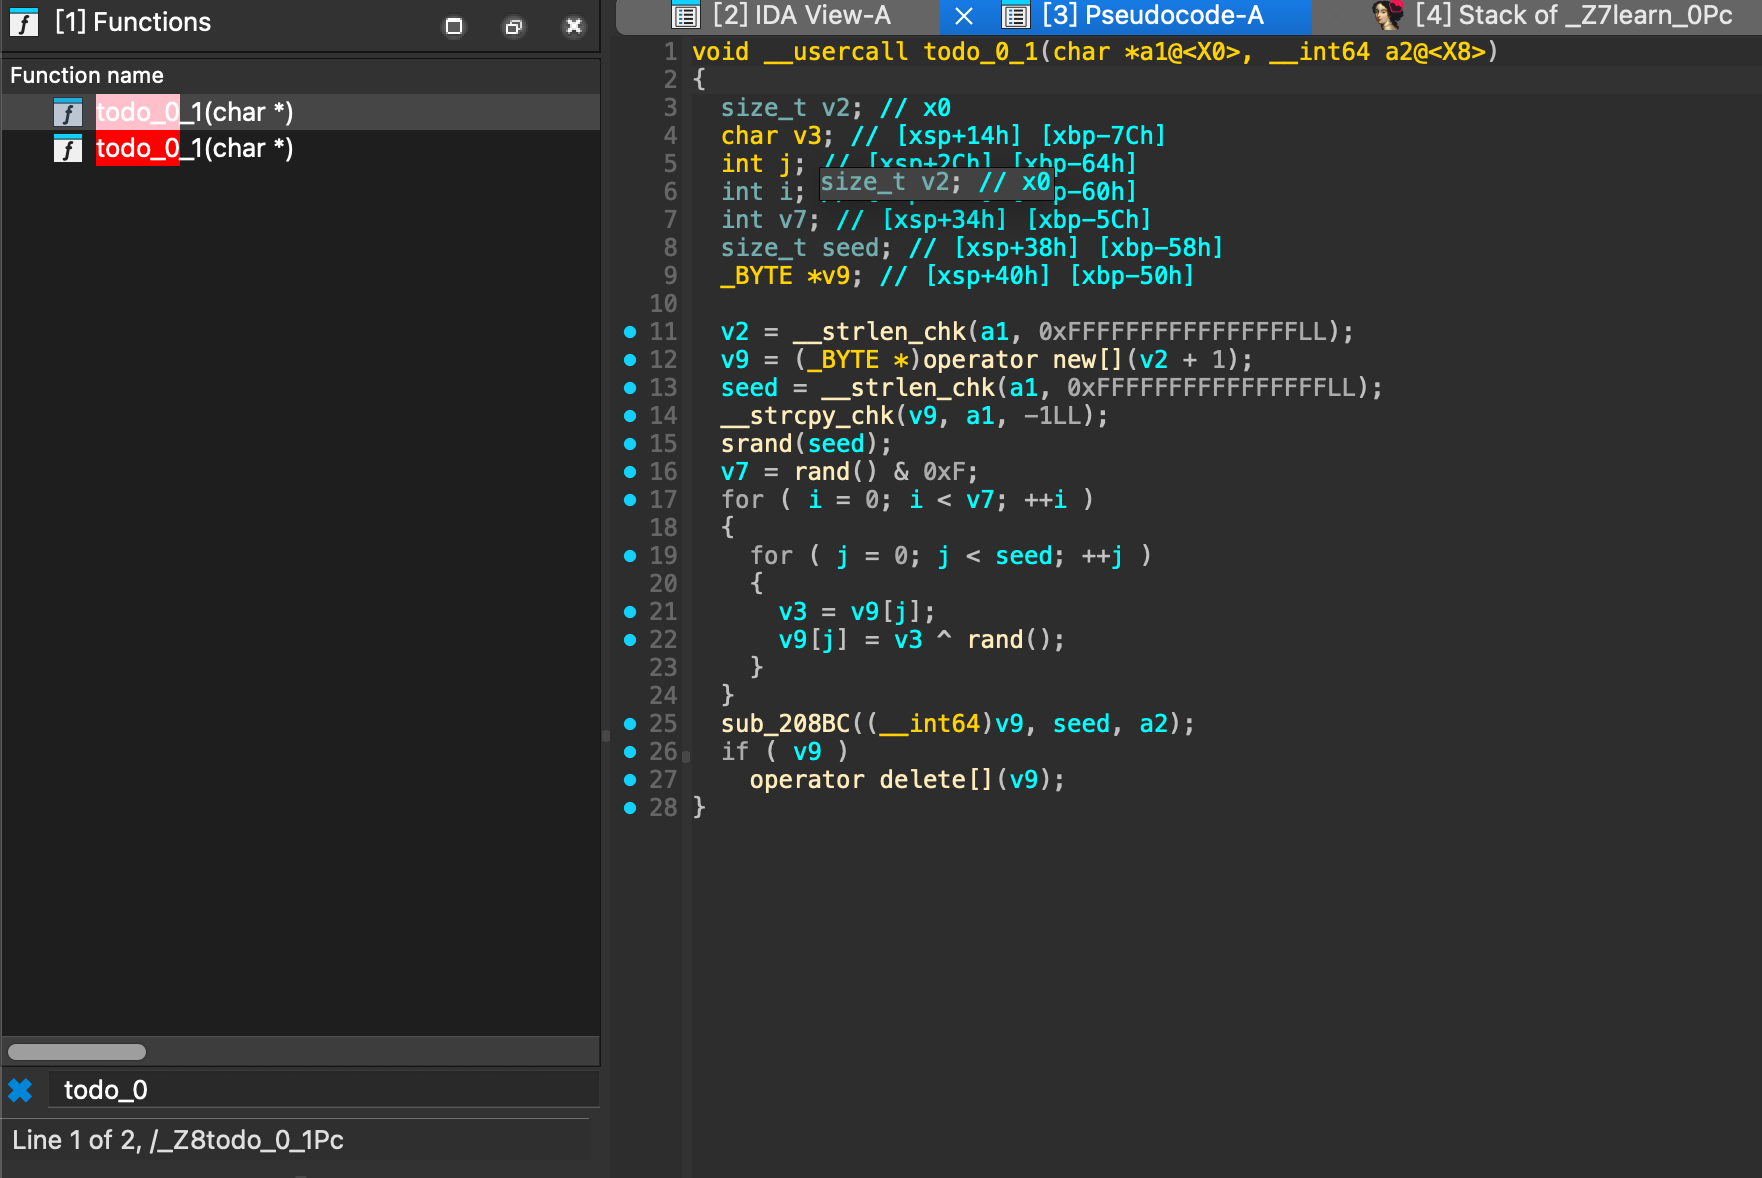 [1] Functions
Function name
todo_0_1(char *)
todo_0_1(char *)
todo_0
Line 1 of 2, /_Z8todo_0_1Pc
[2] IDA View-A
[3] Pseudocode-A
[4] Stack of _Z7learn_0Pc
1 void __usercall todo_0_1(char *a1@<X0>, __int64 a2@<X8>)
2 {
3   size_t v2; // x0
4   char v3; // [xsp+14h] [xbp-7Ch]
5   int j; // [xsp+2Ch] [xbp-64h]
size_t v2; // x0
6   int i; p-60h]
7   int v7; // [xsp+34h] [xbp-5Ch]
8   size_t seed; // [xsp+38h] [xbp-58h]
9   _BYTE *v9; // [xsp+40h] [xbp-50h]
10
11   v2 = __strlen_chk(a1, 0xFFFFFFFFFFFFFFFFLL);
12   v9 = (_BYTE *)operator new[](v2 + 1);
13   seed = __strlen_chk(a1, 0xFFFFFFFFFFFFFFFFLL);
14   __strcpy_chk(v9, a1, -1LL);
15   srand(seed);
16   v7 = rand() & 0xF;
17   for ( i = 0; i < v7; ++i )
18   {
19     for ( j = 0; j < seed; ++j )
20     {
21       v3 = v9[j];
22       v9[j] = v3 ^ rand();
23     }
24   }
25   sub_208BC((__int64)v9, seed, a2);
26   if ( v9 )
27     operator delete[](v9);
28 }